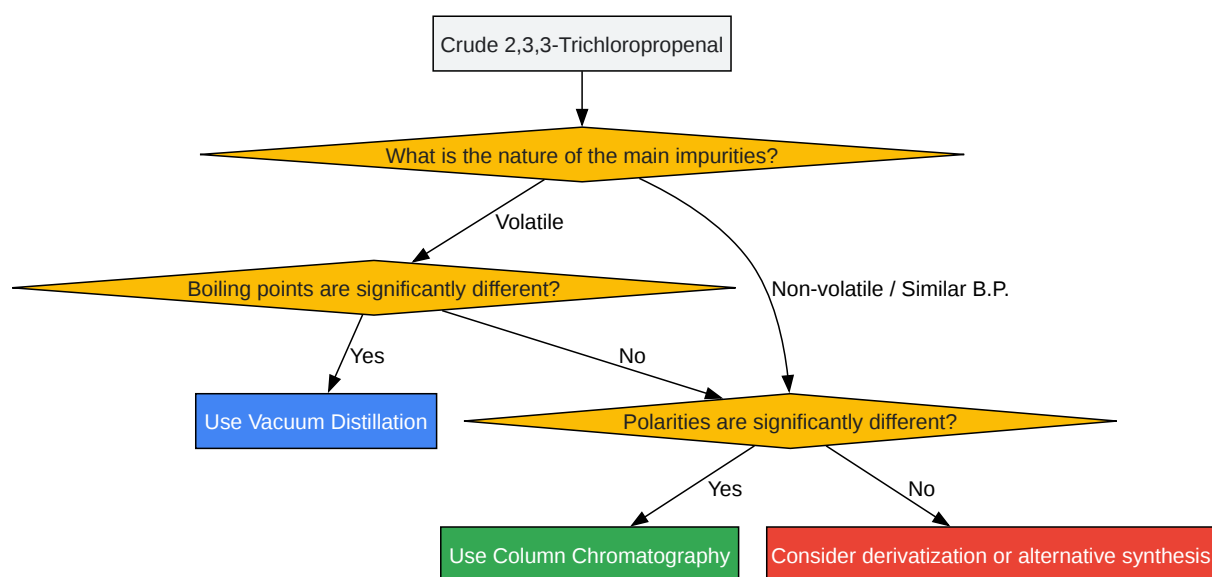 Crude 2,3,3-Trichloropropenal
What is the nature of the main impurities?
Volatile
Boiling points are significantly different?
Non-volatile / Similar B.P.
Yes
No
Use Vacuum Distillation
Polarities are significantly different?
Yes
No
Use Column Chromatography
Consider derivatization or alternative synthesis